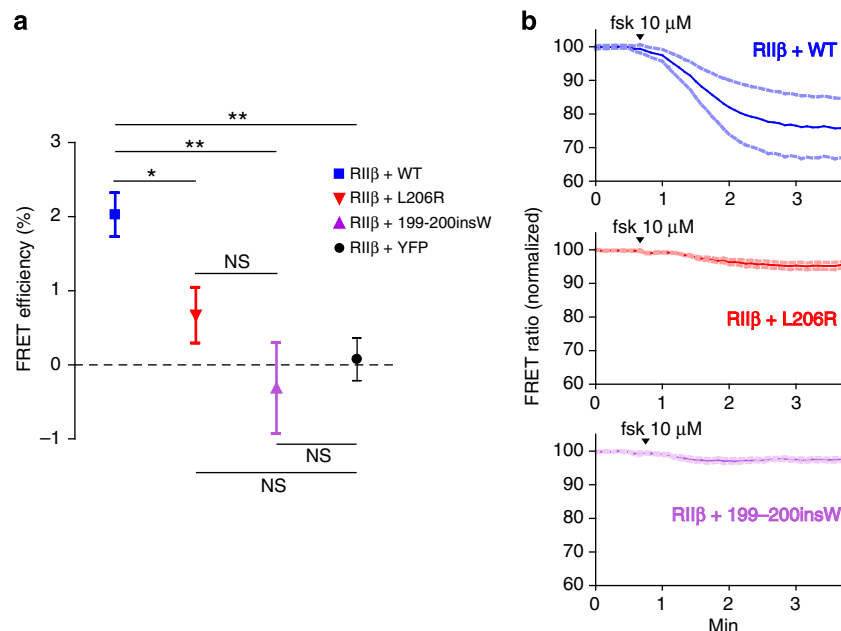 a
**
**
*
NS
NS
NS
3
2
1
0
–1
FRET efficiency (%)
RIIβ + WT
RIIβ + L206R
RIIβ + 199-200insW
RIIβ + YFP
b
fsk 10 μM
RIIβ + WT
100
90
80
70
60
0
1
2
3
fsk 10 μM
RIIβ + L206R
100
90
80
70
60
0
1
2
3
FRET ratio (normalized)
fsk 10 μM
RIIβ + 199–200insW
100
90
80
70
60
0
1
2
3
Min